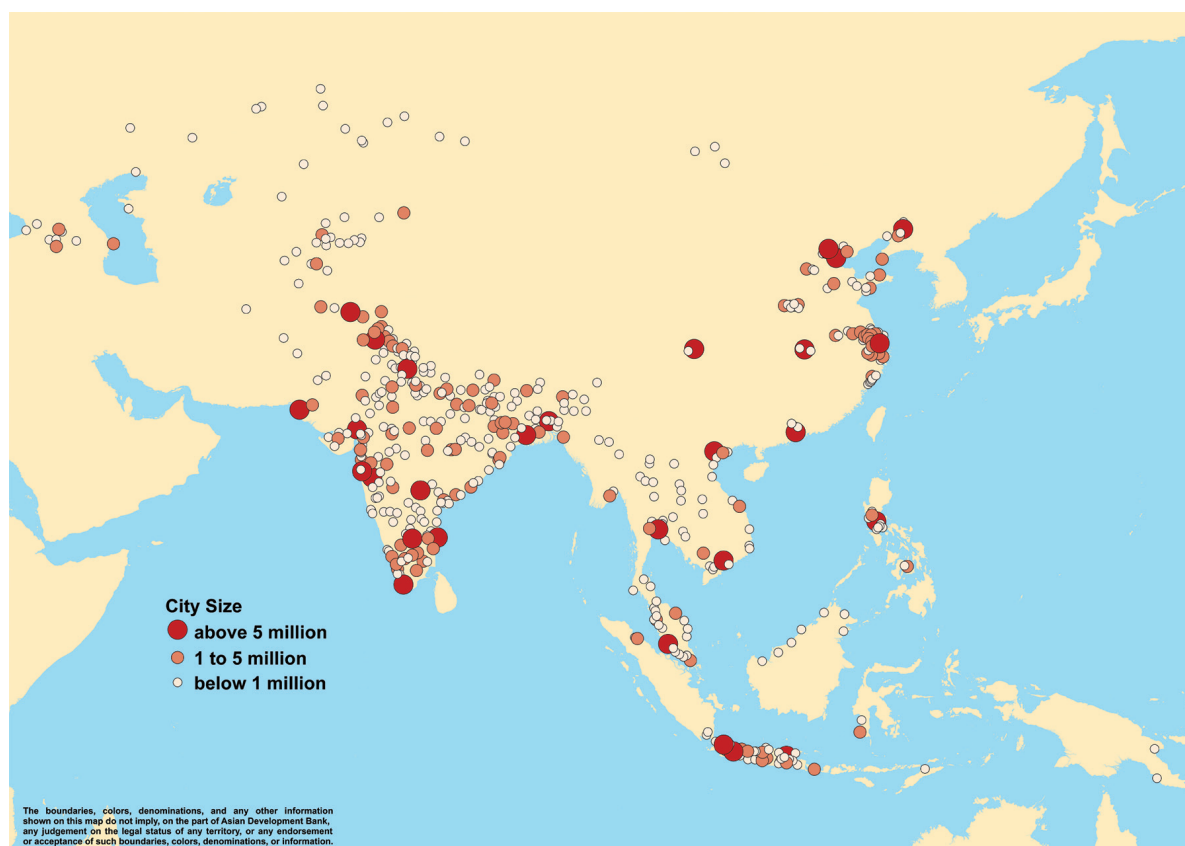 City Size
above 5 million
1 to 5 million
below 1 million
The boundaries, colors, denominations, and any other information
shown on this map do not imply, on the part of Asian Development Bank,
any judgement on the legal status of any territory, or any endorsement
or acceptance of such boundaries, colors, denominations, or information.